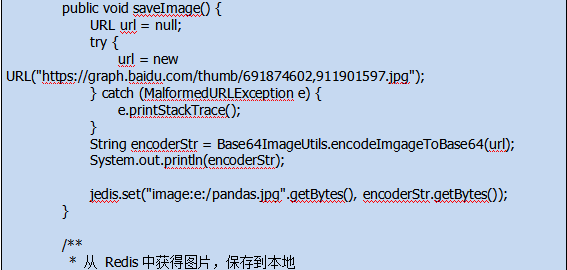 public void saveImage() {
URL url = null;
try {
url = new
URL("https://graph.baidu.com/thumb/691874602,911901597.jpg");
} catch (MalformedURLException e) {
e.printStackTrace();
}
String encoderStr = Base64ImageUtils.encodeImgageToBase64(url);
System.out.println(encoderStr);
jedis.set("image:e:/pandas.jpg".getBytes(), encoderStr.getBytes());
}
/**
* 从 Redis 中获得图片，保存到本地